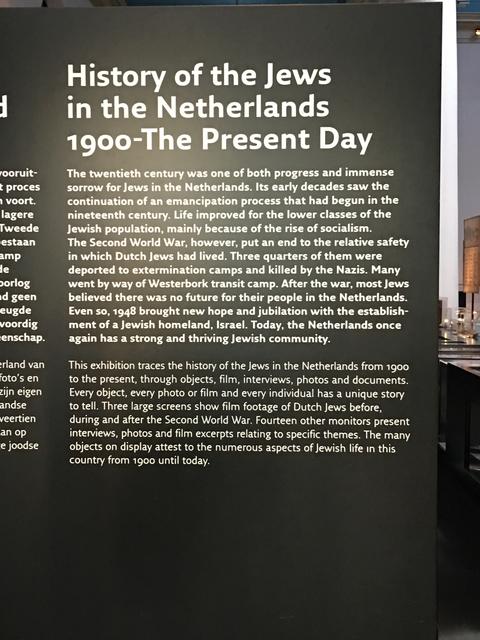 d
History of the Jews
in the Netherlands
1900-The Present Day
vooruit-
t proces
n voort.
lagere
Tweede
bestaan
amp
de
oorlog
nd geen
eugde
voordig
eenschap.
The twentieth century was one of both progress and immense
sorrow for Jews in the Netherlands. Its early decades saw the
continuation of an emancipation process that had begun in the
nineteenth century. Life improved for the lower classes of the
Jewish population, mainly because of the rise of socialism.
The Second World War, however, put an end to the relative safety
in which Dutch Jews had lived. Three quarters of them were
deported to extermination camps and killed by the Nazis. Many
went by way of Westerbork transit camp. After the war, most Jews
believed there was no future for their people in the Netherlands.
Even so, 1948 brought new hope and jubilation with the establish-
ment of a Jewish homeland, Israel. Today, the Netherlands once
again has a strong and thriving Jewish community.
erland van
foto's en
zijn eigen
andse
veertien
an op
e joodse
This exhibition traces the history of the Jews in the Netherlands from 1900
to the present, through objects, film, interviews, photos and documents.
Every object, every photo or film and every individual has a unique story
to tell. Three large screens show film footage of Dutch Jews before,
during and after the Second World War. Fourteen other monitors present
interviews, photos and film excerpts relating to specific themes. The many
objects on display attest to the numerous aspects of Jewish life in this
country from 1900 until today.